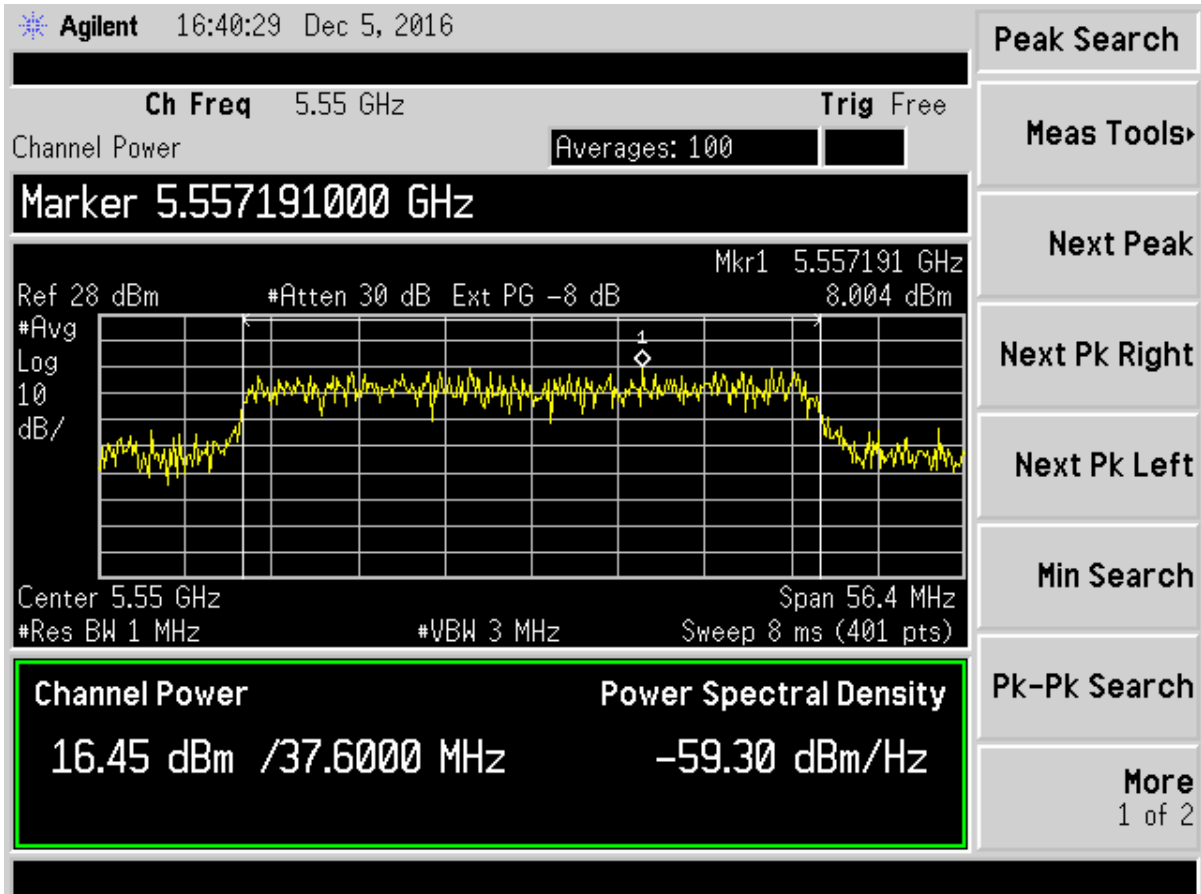 Agilent 16:40:29 Dec 5, 2016
Peak Search
Ch Freq 5.55 GHz Trig Free
Channel Power Averages: 100
Meas Tools
Marker 5.557191000 GHz
Next Peak
Mkr1 5.557191 GHz
Ref 28 dBm #Atten 30 dB Ext PG -8 dB 8.004 dBm
#Avg
Log
10
dB/
1
Next Pk Right
Next Pk Left
Center 5.55 GHz Span 56.4 MHz
#Res BW 1 MHz #VBW 3 MHz Sweep 8 ms (401 pts)
Min Search
Channel Power Power Spectral Density
16.45 dBm /37.6000 MHz -59.30 dBm/Hz
Pk-Pk Search
More
1 of 2